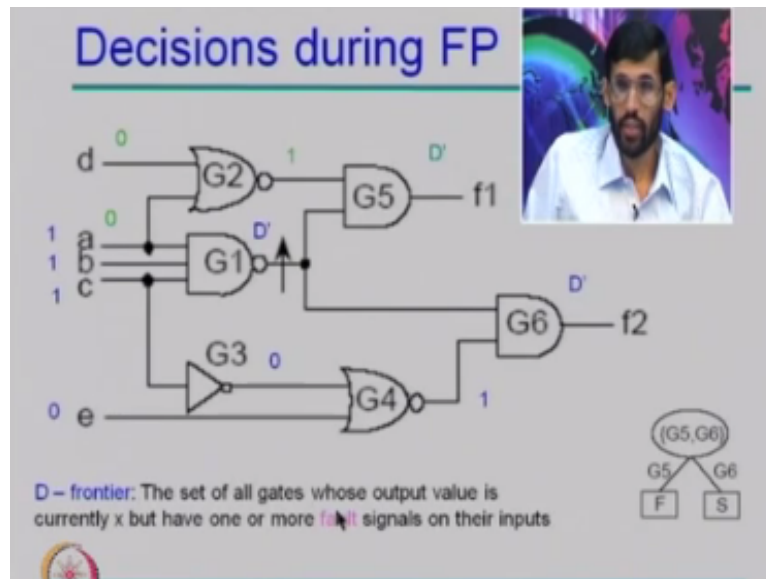 Decisions during FP
d 0
G2
1
G5
D'
f1
1 a 0
1 b
1 c
G1
D'
D'
G6
f2
G3 0
G4
1
0 e
{G5,G6}
G5 G6
F S
D – frontier: The set of all gates whose output value is
currently x but have one or more fault signals on their inputs